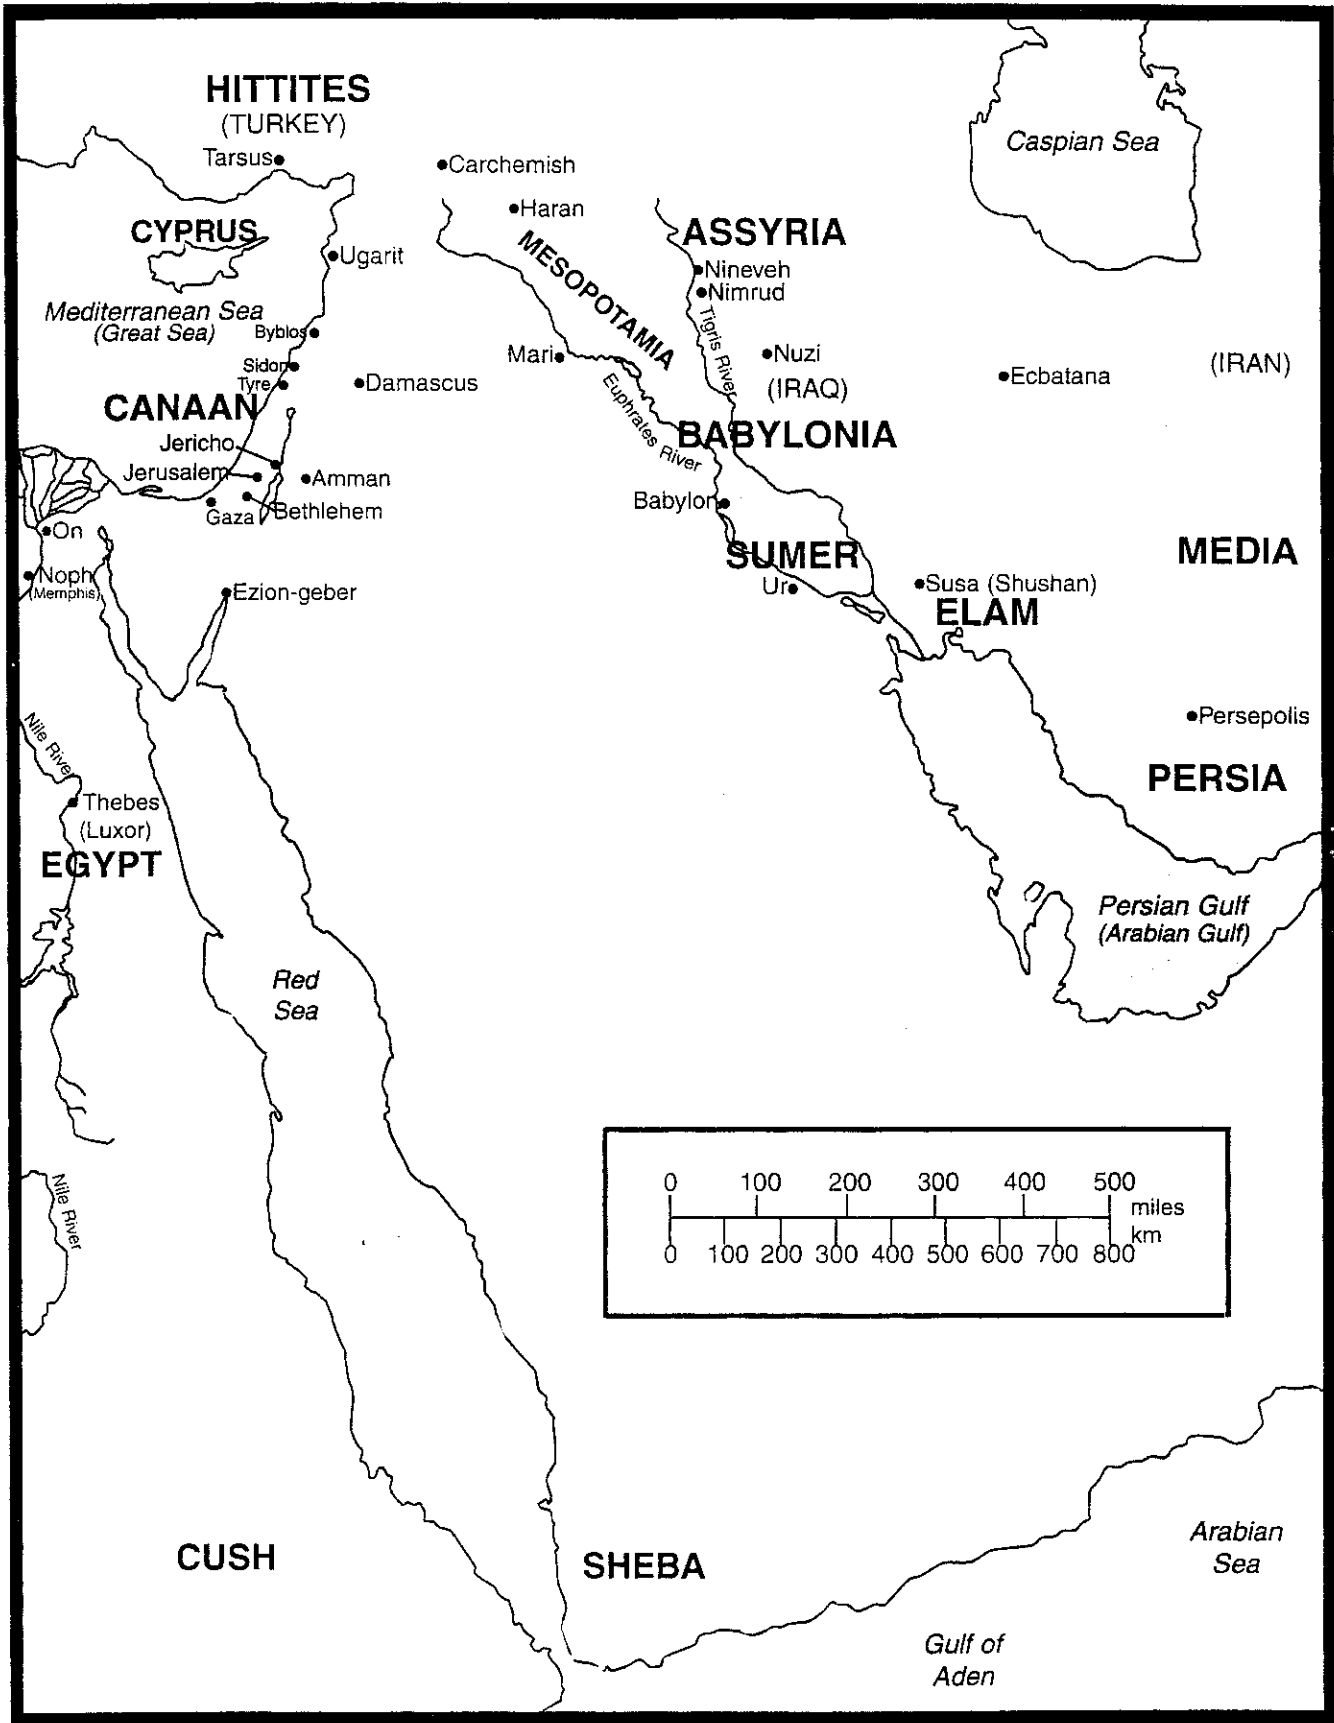 HITTITES
(TURKEY)
Tarsus
Carchemish
Haran
Caspian Sea
CYPRUS
ASSYRIA
Ugarit
MESOPOTAMIA
Nineveh
Nimrud
Mediterranean Sea
(Great Sea)
Byblos
Tigris River
Sidon
Tyre
Damascus
Mari
Nuzi
(IRAQ)
Ecbatana
(IRAN)
CANAAN
Euphrates River
BABYLONIA
Jericho
Jerusalem
Amman
Gaza
Bethlehem
Babylon
On
SUMER
MEDIA
Noph
(Memphis)
Ezion-geber
Ur
Susa (Shushan)
ELAM
Nile River
Persepolis
PERSIA
Thebes
(Luxor)
EGYPT
Persian Gulf
(Arabian Gulf)
Red
Sea
Nile River
0 100 200 300 400 500
miles
km
0 100 200 300 400 500 600 700 800
CUSH
SHEBA
Arabian
Sea
Gulf of
Aden